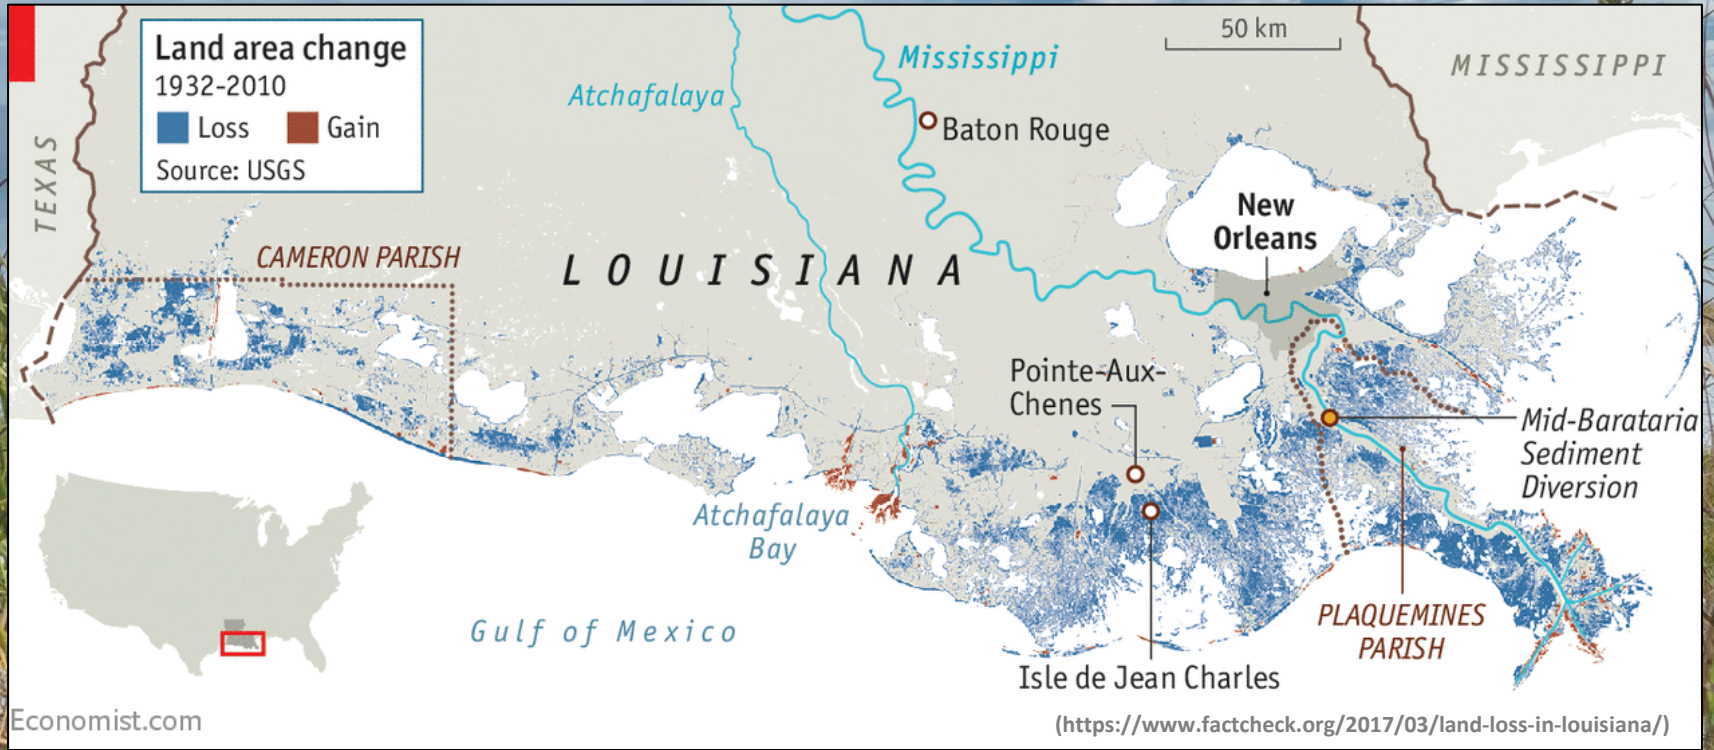 Land area change
1932-2010
Loss
Gain
Source: USGS
TEXAS
Atchafalaya
Mississippi
50 km
MISSISSIPPI
Baton Rouge
New
Orleans
CAMERON PARISH
LOUISIANA
Pointe-Aux-
Chenes
Mid-Barataria
Sediment
Diversion
Atchafalaya
Bay
Gulf of Mexico
PLAQUEMINES
PARISH
Isle de Jean Charles
Economist.com
(https://www.factcheck.org/2017/03/land-loss-in-louisiana/)